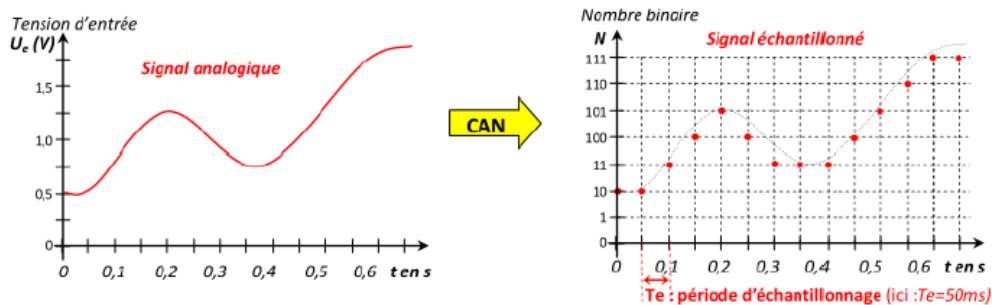 Tension d'entrée
Uₑ (V)
Signal analogique
1,5
1,0
0,5
0
0 0,1 0,2 0,3 0,4 0,5 0,6 t en s
CAN
Nombre binaire
N
Signal échantillonné
111
110
101
100
11
10
1
0
0 0,1 0,2 0,3 0,4 0,5 0,6 t en s
Te : période d'échantillonnage (ici :Te=50ms)